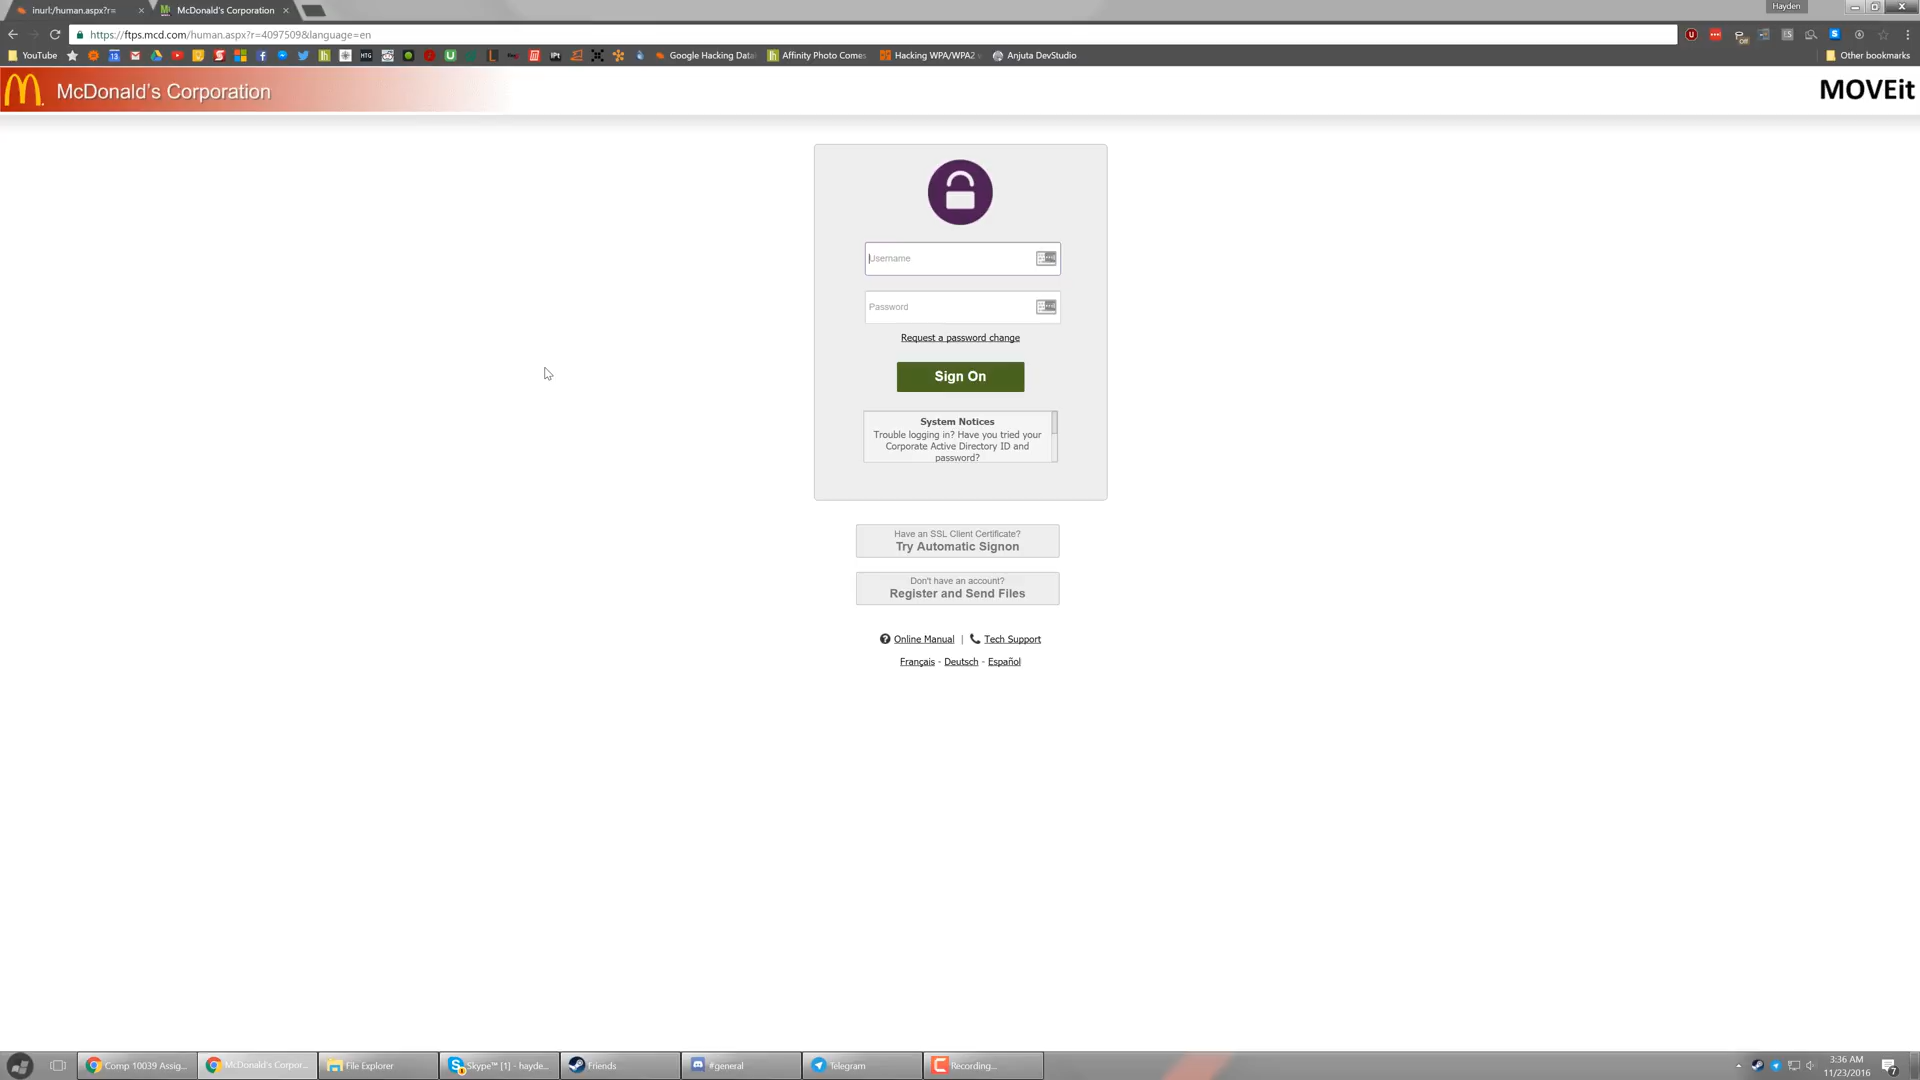 inurl:/human.aspx?r=
McDonald's Corporation
Hayden
https://ftps.mcd.com/human.aspx?r=4097509&language=en
YouTube
Google Hacking Data
Affinity Photo Comes
Hacking WPA/WPA2
Anjuta DevStudio
Other bookmarks
McDonald's Corporation
MOVEit
Username
Password
Request a password change
Sign On
System Notices
Trouble logging in? Have you tried your
Corporate Active Directory ID and
password?
Have an SSL Client Certificate?
Try Automatic Signon
Don't have an account?
Register and Send Files
Online Manual | Tech Support
Français - Deutsch - Español
Comp 10039 Assig...
McDonald's Corpor...
File Explorer
Skype™ [1] - hayde...
Friends
#general
Telegram
Recording...
3:36 AM
11/23/2016